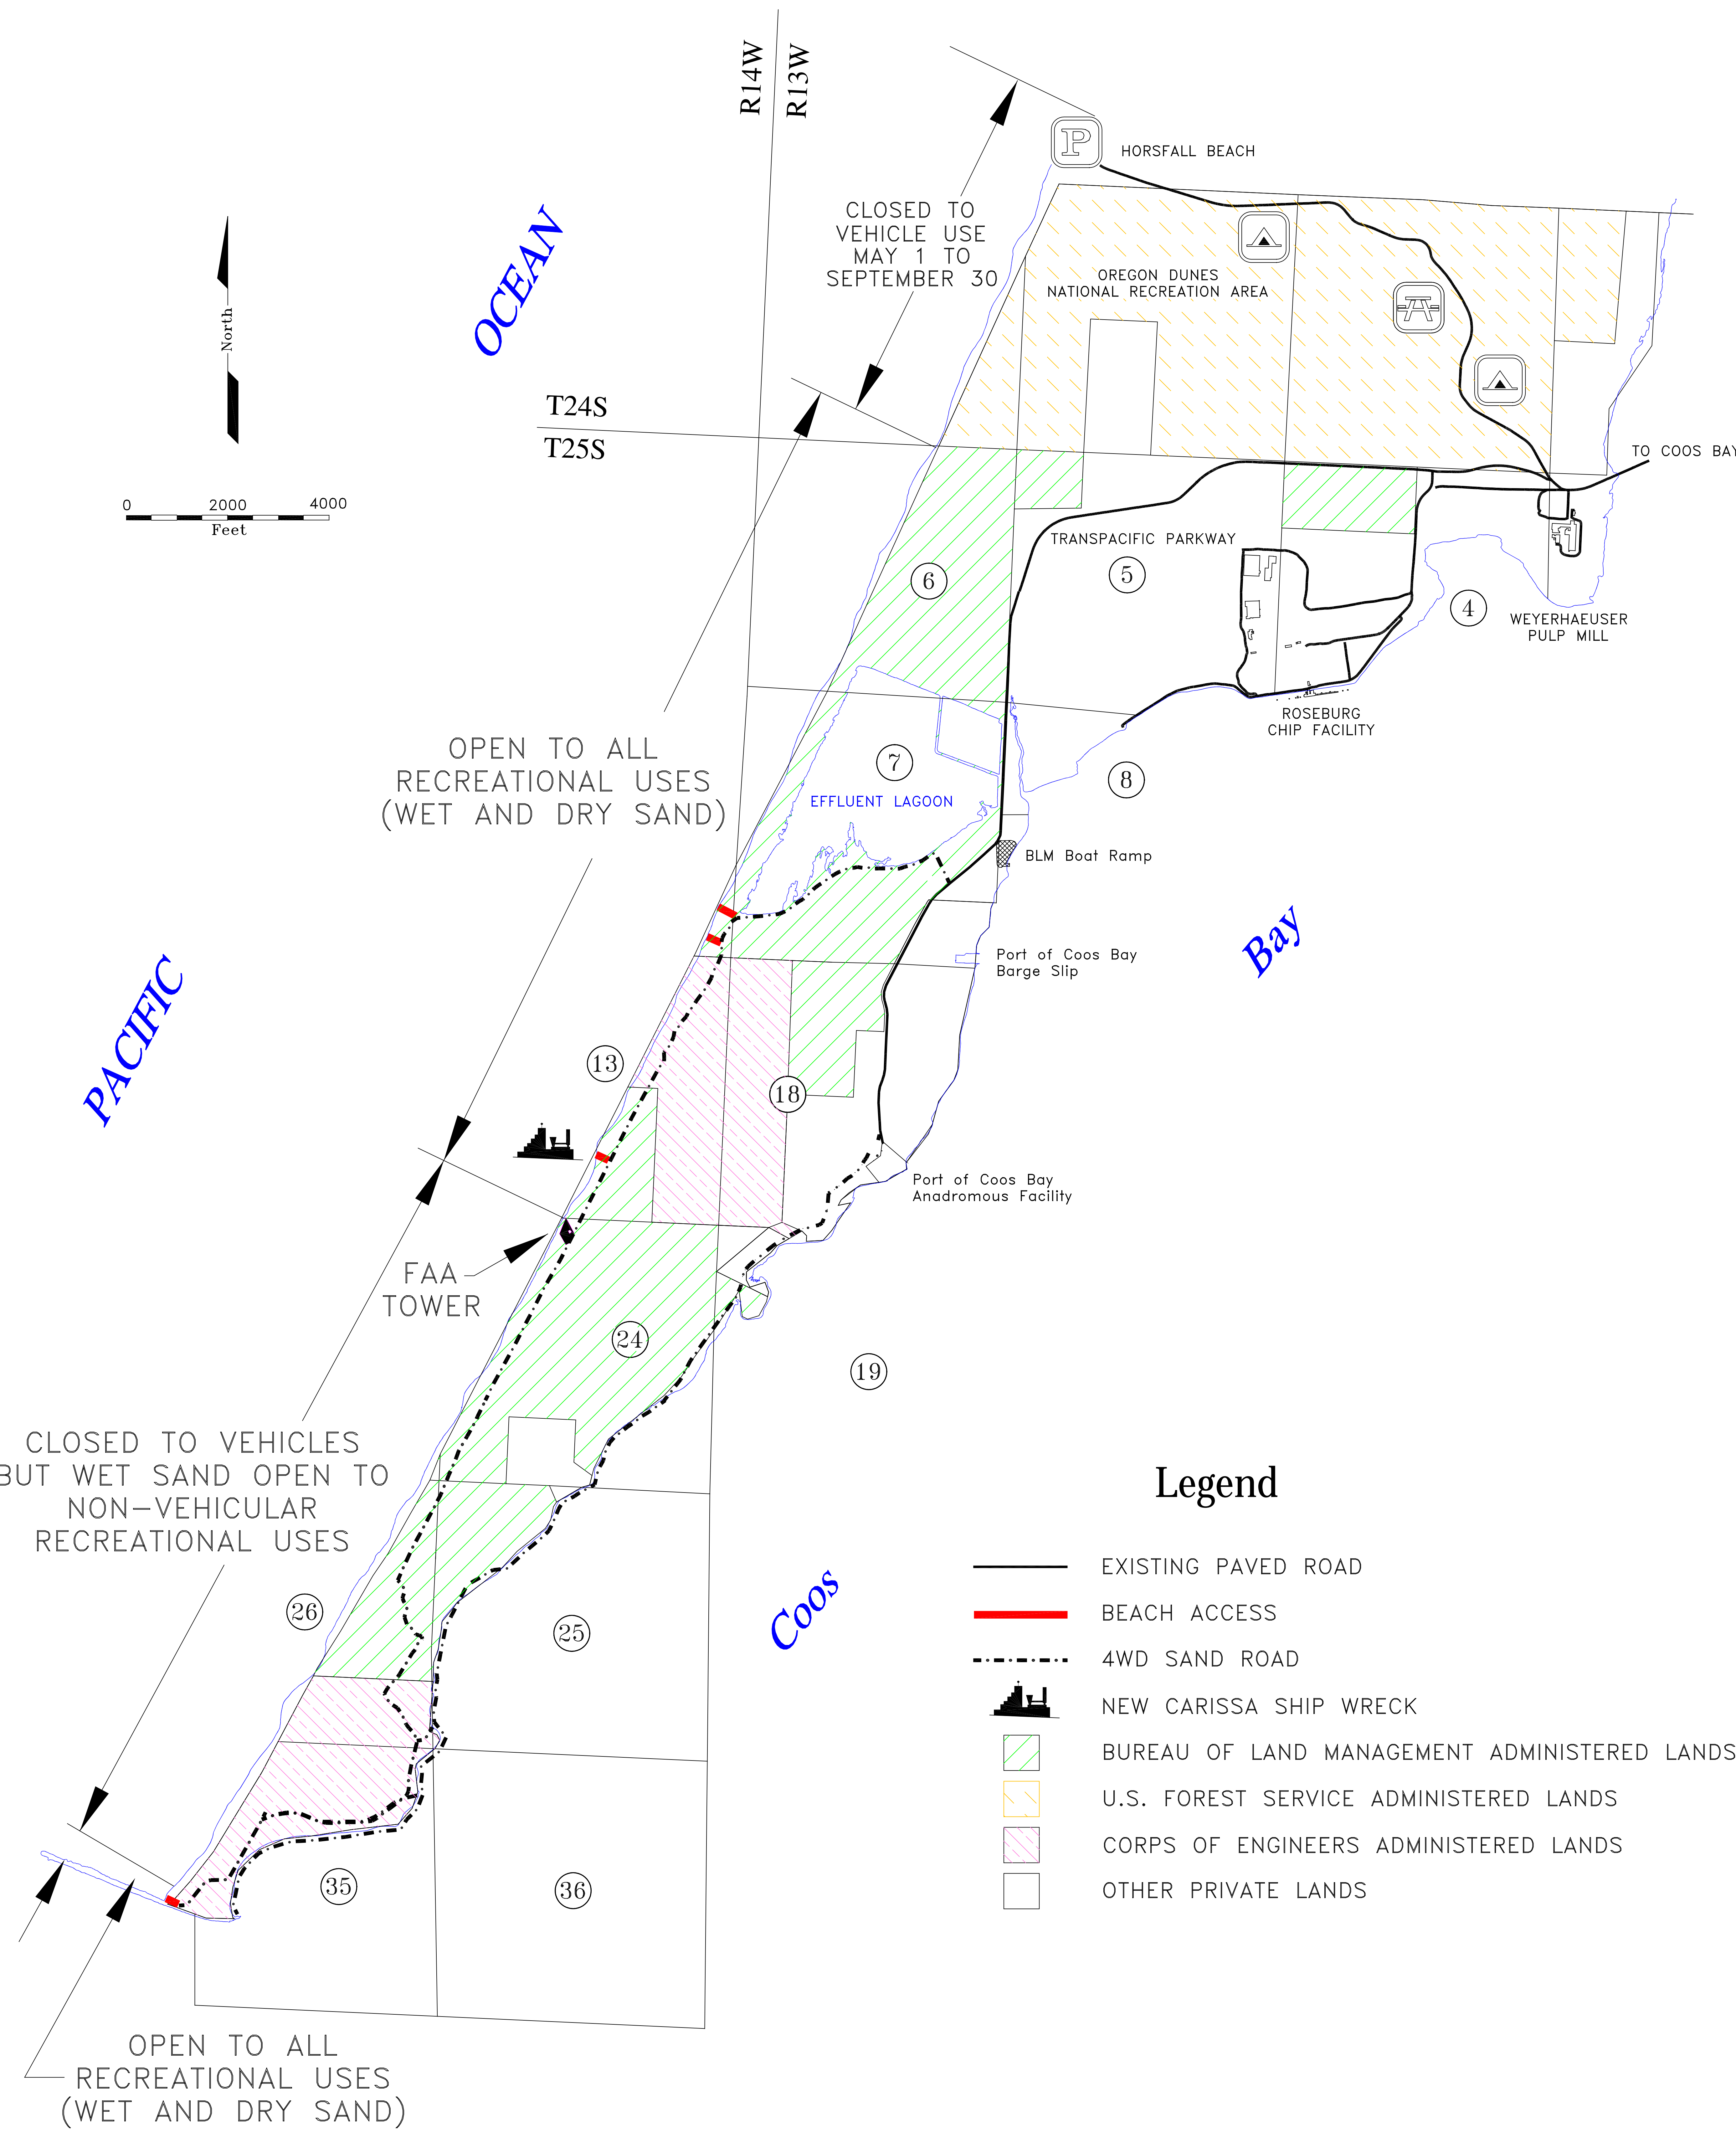 R14W
R13W
HORSFALL BEACH
P
CLOSED TO
VEHICLE USE
MAY 1 TO
SEPTEMBER 30
OCEAN
OREGON DUNES
NATIONAL RECREATION AREA
North
T24S
T25S
TO COOS BAY
0 2000 4000
Feet
TRANSPACIFIC PARKWAY
6
5
4
WEYERHAEUSER
PULP MILL
ROSEBURG
CHIP FACILITY
OPEN TO ALL
RECREATIONAL USES
(WET AND DRY SAND)
7
8
EFFLUENT LAGOON
BLM Boat Ramp
Bay
Port of Coos Bay
Barge Slip
PACIFIC
13
18
Port of Coos Bay
Anadromous Facility
FAA
TOWER
24
19
CLOSED TO VEHICLES
BUT WET SAND OPEN TO
NON-VEHICULAR
RECREATIONAL USES
26
25
Coos
35
36
OPEN TO ALL
RECREATIONAL USES
(WET AND DRY SAND)
Legend
EXISTING PAVED ROAD
BEACH ACCESS
4WD SAND ROAD
NEW CARISSA SHIP WRECK
BUREAU OF LAND MANAGEMENT ADMINISTERED LANDS
U.S. FOREST SERVICE ADMINISTERED LANDS
CORPS OF ENGINEERS ADMINISTERED LANDS
OTHER PRIVATE LANDS